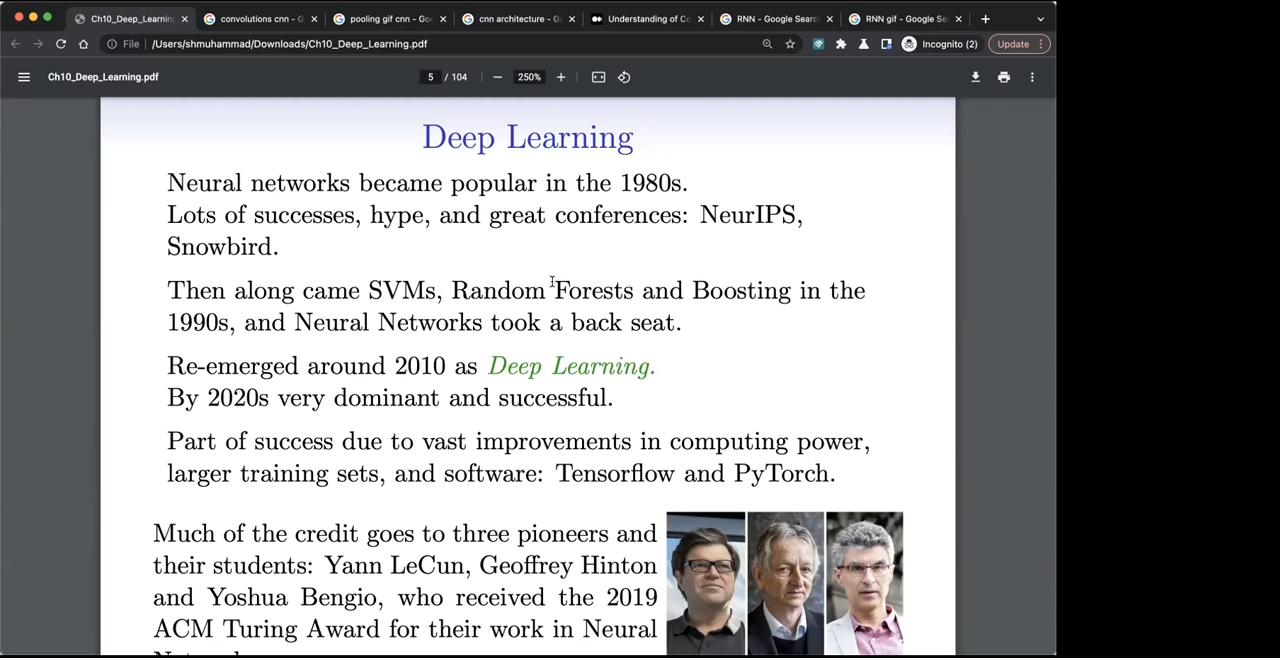 Ch10_Deep_Learning.pdf
convolutions cnn - G
pooling gif cnn - Goo
cnn architecture - G
Understanding of Co
RNN - Google Search
RNN gif - Google Se
File /Users/shmuhammad/Downloads/Ch10_Deep_Learning.pdf
Incognito (2)
Update
Ch10_Deep_Learning.pdf
5 / 104
250%
Deep Learning
Neural networks became popular in the 1980s.
Lots of successes, hype, and great conferences: NeurIPS,
Snowbird.
Then along came SVMs, Random Forests and Boosting in the
1990s, and Neural Networks took a back seat.
Re-emerged around 2010 as Deep Learning.
By 2020s very dominant and successful.
Part of success due to vast improvements in computing power,
larger training sets, and software: Tensorflow and PyTorch.
Much of the credit goes to three pioneers and
their students: Yann LeCun, Geoffrey Hinton
and Yoshua Bengio, who received the 2019
ACM Turing Award for their work in Neural